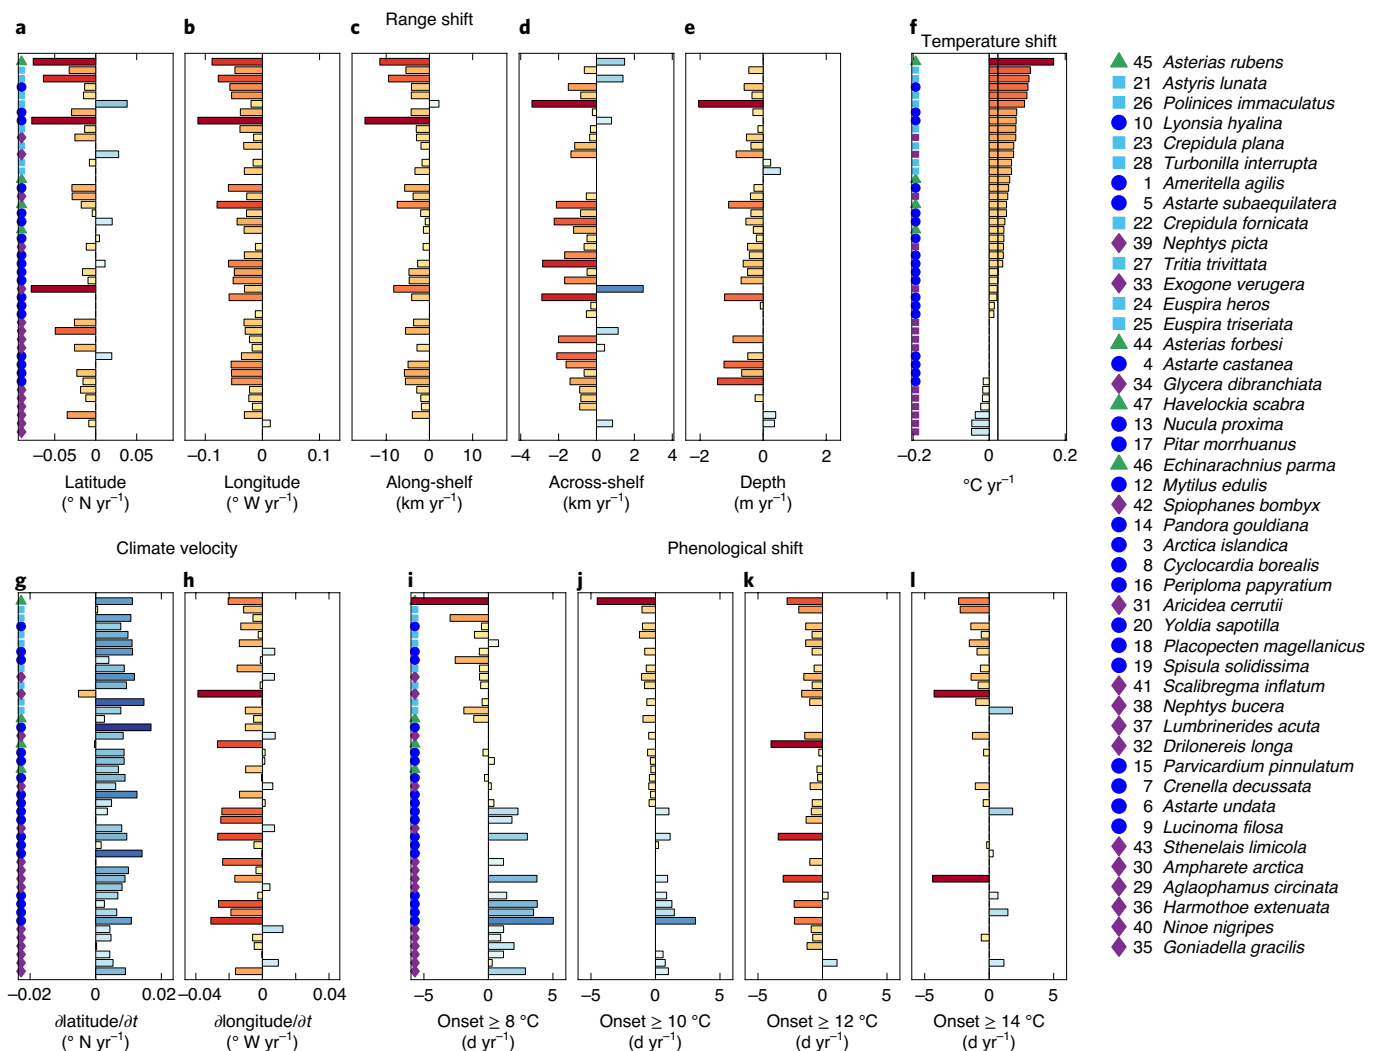 Range shift
a b c d e f
Temperature shift
−0.05 0 0.05
−0.1 0 0.1
−10 0
−4 −2 0 2 4
−2 0 2
−0.2 0 0.2
Latitude
(° N yr−1)
Longitude
(° W yr−1)
Along-shelf
(km yr−1)
Across-shelf
(km yr−1)
Depth
(m yr−1)
°C yr−1
Climate velocity
Phenological shift
g h i j k l
−0.02 0 0.02
−0.04 0 0.04
−5 0 5
−5 0 5
−5 0 5
−5 0 5
∂latitude/∂t
(° N yr−1)
∂longitude/∂t
(° W yr−1)
Onset ≥ 8 °C
(d yr−1)
Onset ≥ 10 °C
(d yr−1)
Onset ≥ 12 °C
(d yr−1)
Onset ≥ 14 °C
(d yr−1)
45 Asterias rubens
21 Astyris lunata
26 Polinices immaculatus
10 Lyonsia hyalina
23 Crepidula plana
28 Turbonilla interrupta
1 Ameritella agilis
5 Astarte subaequilatera
22 Crepidula fornicata
39 Nephtys picta
27 Tritia trivittata
33 Exogone verugera
24 Euspira heros
25 Euspira triseriata
44 Asterias forbesi
4 Astarte castanea
34 Glycera dibranchiata
47 Havelockia scabra
13 Nucula proxima
17 Pitar morrhuanus
46 Echinarachnius parma
12 Mytilus edulis
42 Spiophanes bombyx
14 Pandora gouldiana
3 Arctica islandica
8 Cyclocardia borealis
16 Periploma papyratium
31 Aricidea cerrutii
20 Yoldia sapotilla
18 Placopecten magellanicus
19 Spisula solidissima
41 Scalibregma inflatum
38 Nephtys bucera
37 Lumbrinerides acuta
32 Drilonereis longa
15 Parvicardium pinnulatum
7 Crenella decussata
6 Astarte undata
9 Lucinoma filosa
43 Sthenelais limicola
30 Ampharete arctica
29 Aglaophamus circinata
36 Harmothoe extenuata
40 Ninoe nigripes
35 Goniadella gracilis